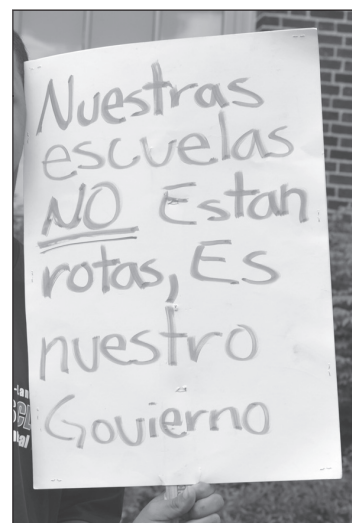 Nuestras
escuelas
NO Estan
rotas, Es
nuestro
Govierno